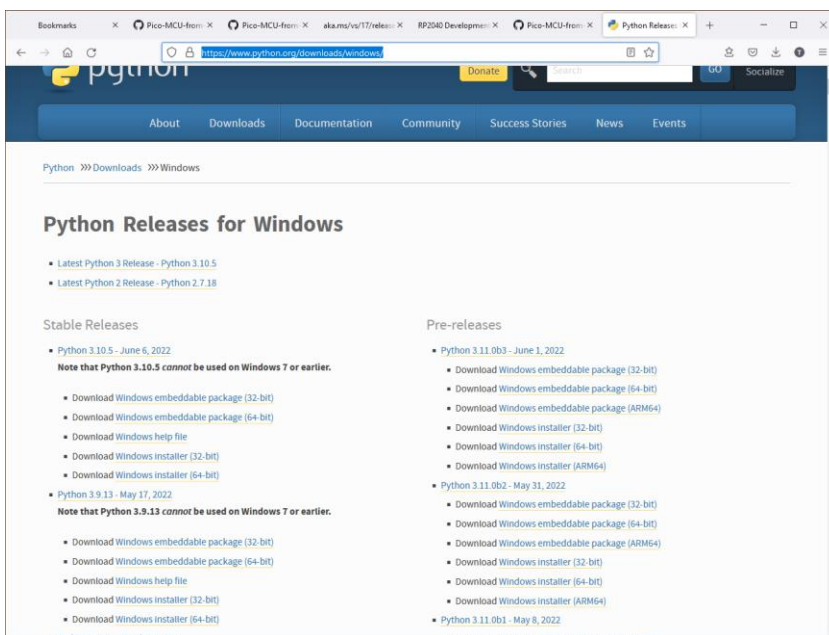 Bookmarks
Pico-MCU-from-
Pico-MCU-from-
aka.ms/vs/17/release
RP2040 Developmen
Pico-MCU-from-
Python Releases
https://www.python.org/downloads/windows/
python
Donate
Search
GO
Socialize
About Downloads Documentation Community Success Stories News Events
Python >>> Downloads >>> Windows
Python Releases for Windows
Latest Python 3 Release - Python 3.10.5
Latest Python 2 Release - Python 2.7.18
Stable Releases
Python 3.10.5 - June 6, 2022
Note that Python 3.10.5 cannot be used on Windows 7 or earlier.
Download Windows embeddable package (32-bit)
Download Windows embeddable package (64-bit)
Download Windows help file
Download Windows installer (32-bit)
Download Windows installer (64-bit)
Python 3.9.13 - May 17, 2022
Note that Python 3.9.13 cannot be used on Windows 7 or earlier.
Download Windows embeddable package (32-bit)
Download Windows embeddable package (64-bit)
Download Windows help file
Download Windows installer (32-bit)
Download Windows installer (64-bit)
Pre-releases
Python 3.11.0b3 - June 1, 2022
Download Windows embeddable package (32-bit)
Download Windows embeddable package (64-bit)
Download Windows embeddable package (ARM64)
Download Windows installer (32-bit)
Download Windows installer (64-bit)
Download Windows installer (ARM64)
Python 3.11.0b2 - May 31, 2022
Download Windows embeddable package (32-bit)
Download Windows embeddable package (64-bit)
Download Windows embeddable package (ARM64)
Download Windows installer (32-bit)
Download Windows installer (64-bit)
Download Windows installer (ARM64)
Python 3.11.0b1 - May 8, 2022